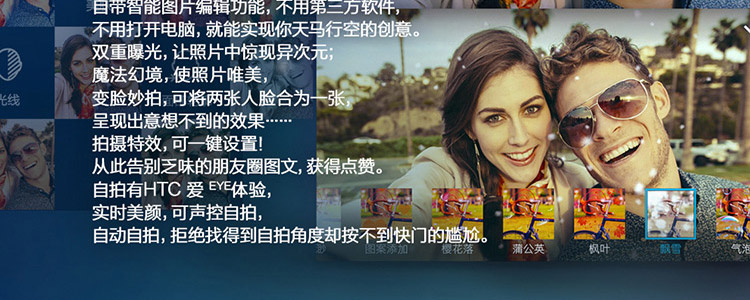 自带智能图片编辑功能，不用第三方软件，
不用打开电脑，就能实现你天马行空的创意。
双重曝光，让照片中惊现异次元；
魔法幻境，使照片唯美，
变脸妙拍，可将两张人脸合为一张，
呈现出意想不到的效果……
拍摄特效，可一键设置！
从此告别乏味的朋友圈图文，获得点赞。
自拍有HTC 爱 EYE体验，
实时美颜，可声控自拍，
自动自拍，拒绝找得到自拍角度却按不到快门的尴尬。
光线
图案添加 樱花落 蒲公英 枫叶 飘雪 气泡